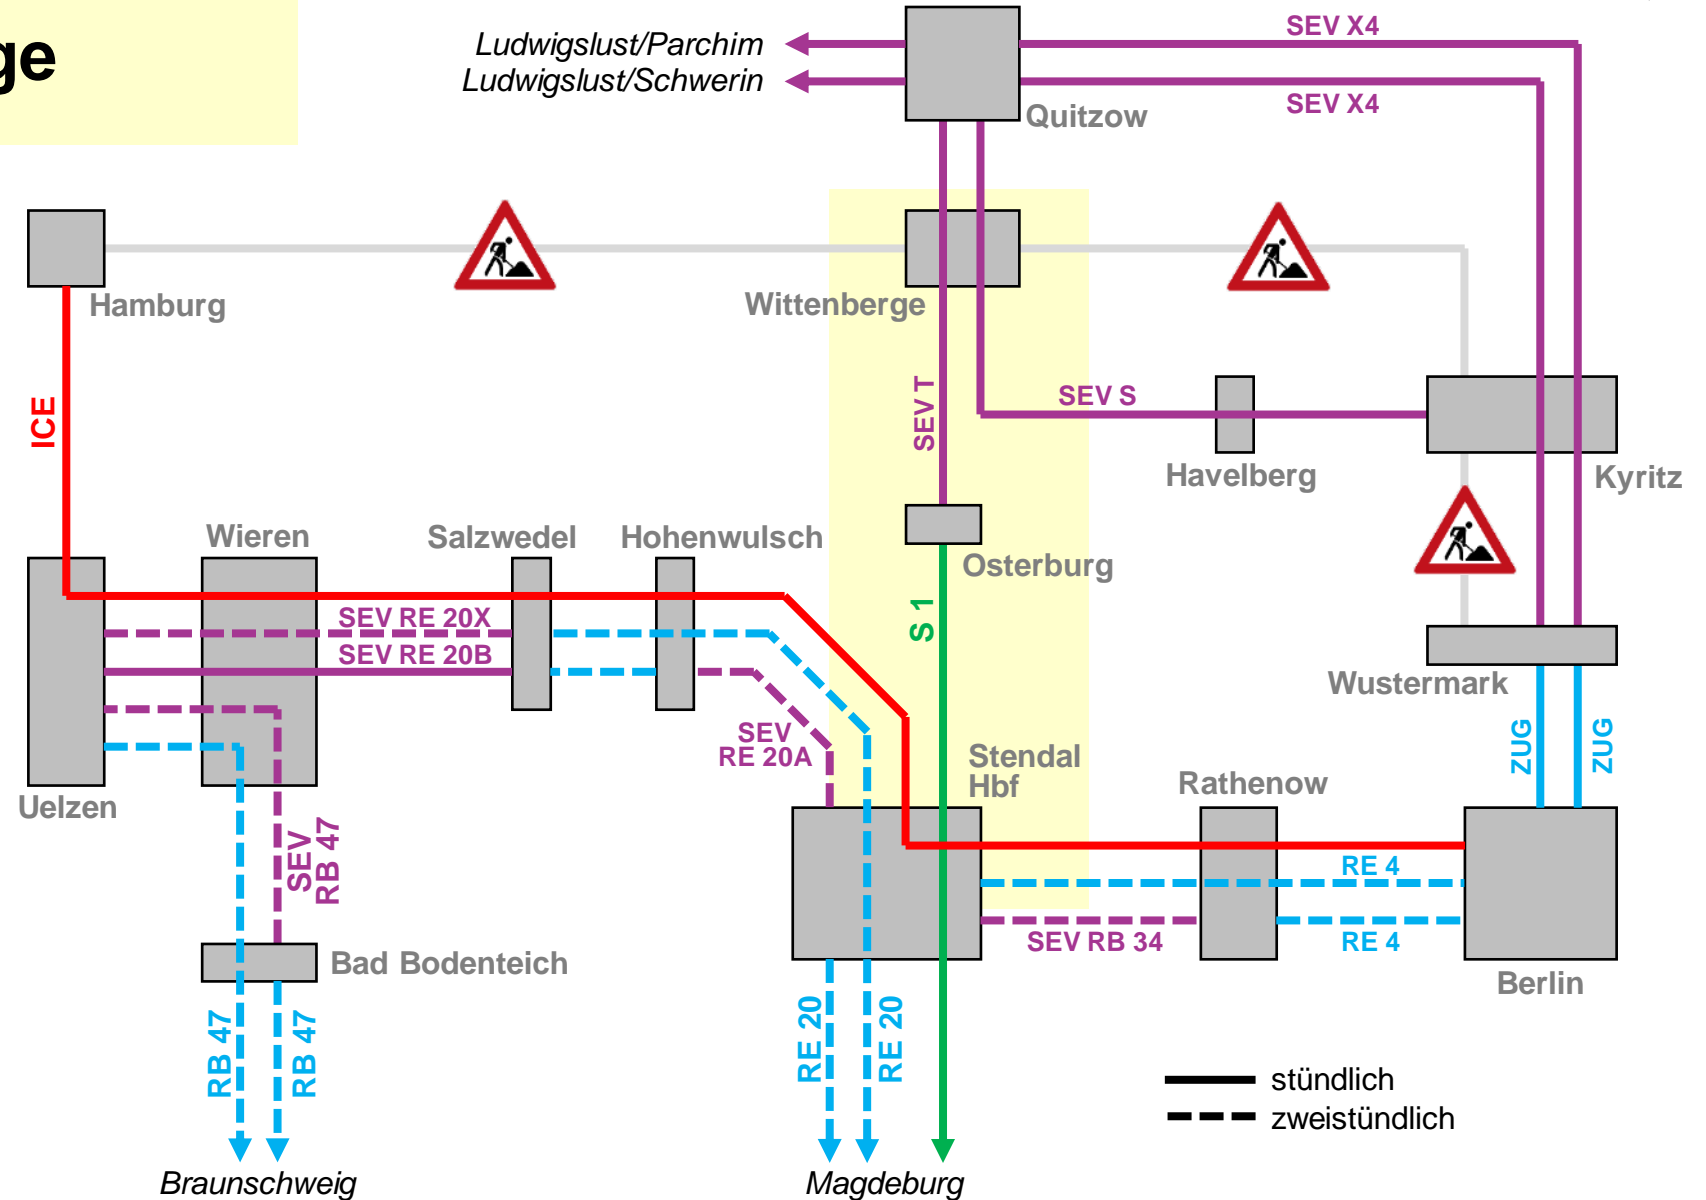 ge
Ludwigslust/Parchim
Ludwigslust/Schwerin
SEV X4
SEV X4
Quitzow
Hamburg
Wittenberge
ICE
SEV T
SEV S
Havelberg
Kyritz
Wieren
Salzwedel
Hohenwulsch
Osterburg
SEV RE 20X
SEV RE 20B
S 1
Wustermark
SEV
RE 20A
Stendal
Hbf
Rathenow
ZUG
ZUG
Uelzen
SEV
RB 47
RE 4
SEV RB 34
RE 4
Bad Bodenteich
Berlin
RB 47
RB 47
RE 20
RE 20
stündlich
zweistündlich
Braunschweig
Magdeburg